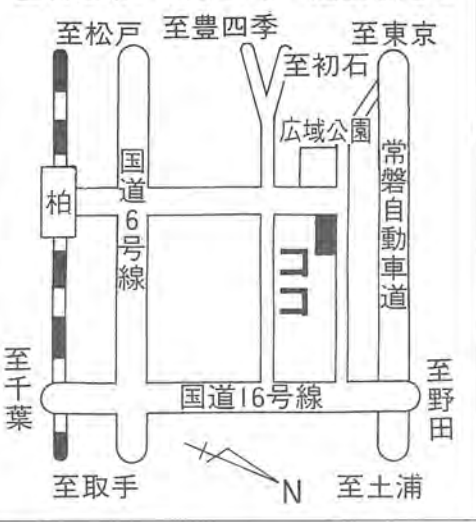 至松戸
至豊四季
至初石
至東京
広域公園
国道6号線
常磐自動車道
柏
ココ
至千葉
国道16号線
至野田
至取手
N
至土浦